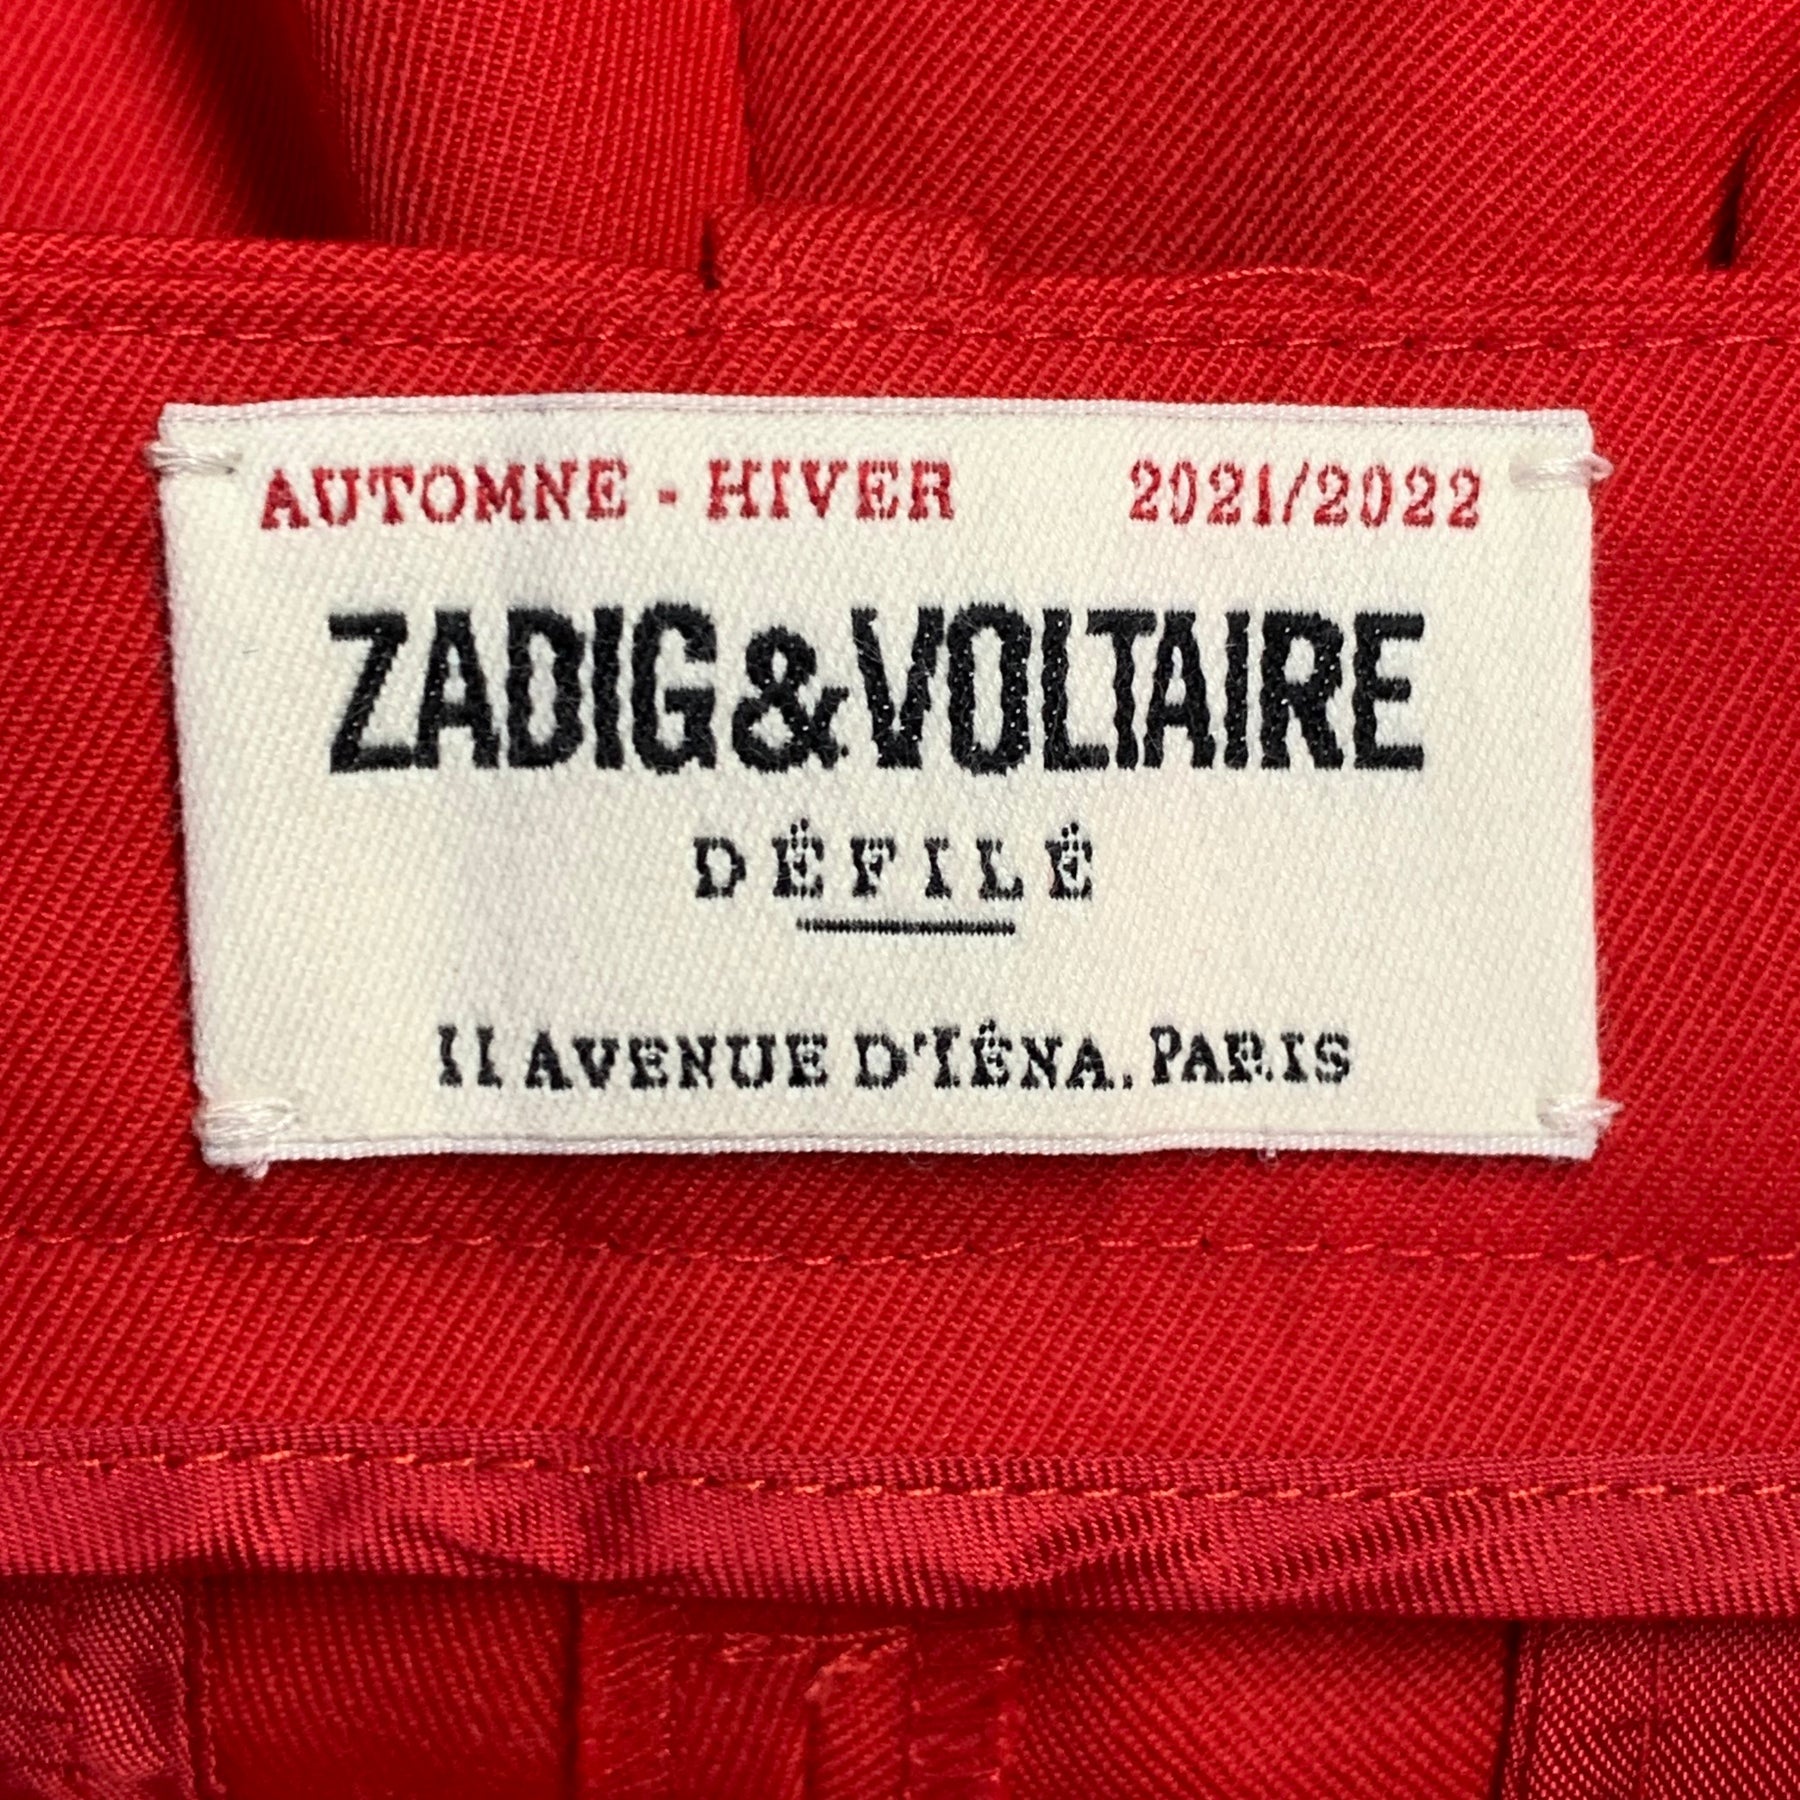 AUTOMNE - HIVER 2021/2022
ZADIG&VOLTAIRE
DÉFILÉ
11 AVENUE D'IÉNA. PARIS